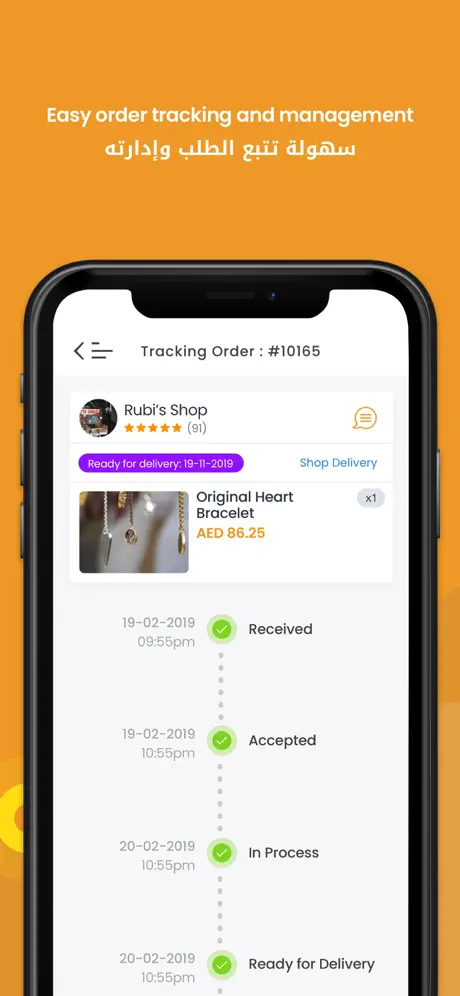 Easy order tracking and management
سهولة تتبع الطلب وإدارته
Tracking Order : #10165
Rubi's Shop
(91)
Ready for delivery: 19-11-2019
Shop Delivery
Original Heart
Bracelet
x1
AED 86.25
19-02-2019
09:55pm
Received
19-02-2019
10:55pm
Accepted
20-02-2019
10:55pm
In Process
20-02-2019
10:55pm
Ready for Delivery